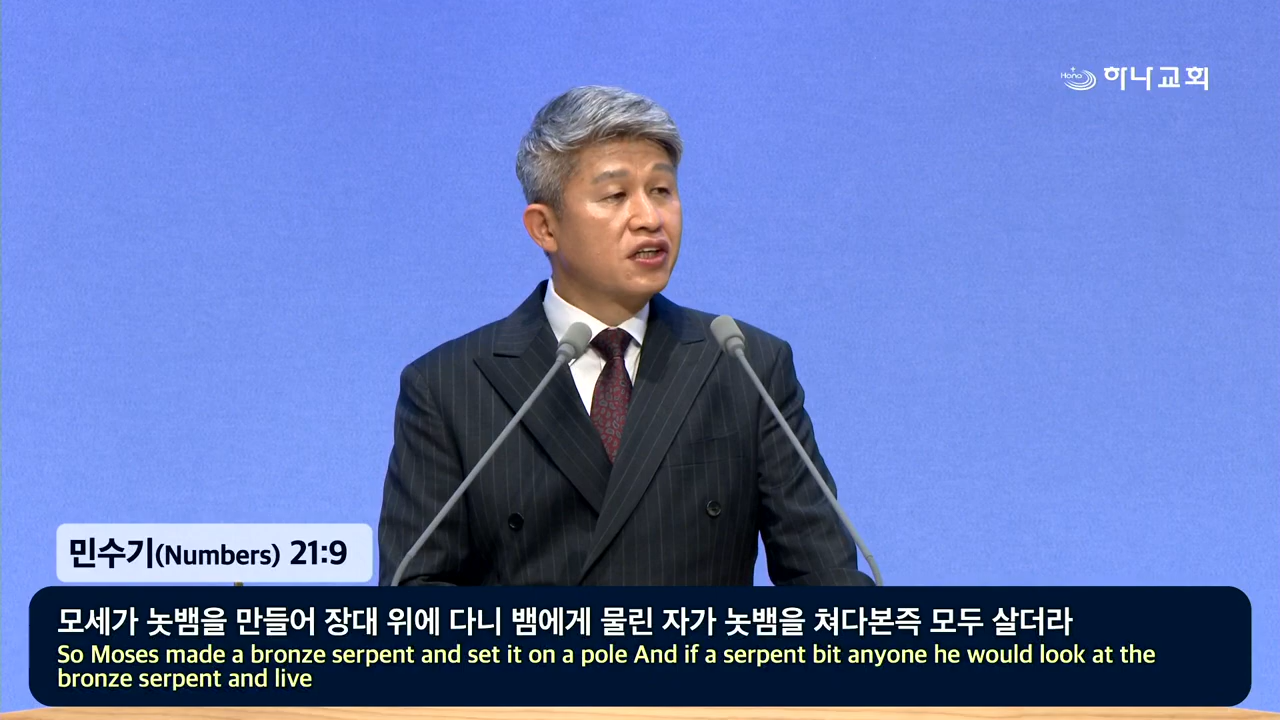 Hana 하나교회
민수기(Numbers) 21:9
모세가 놋뱀을 만들어 장대 위에 다니 뱀에게 물린 자가 놋뱀을 쳐다본즉 모두 살더라
So Moses made a bronze serpent and set it on a pole And if a serpent bit anyone he would look at the
bronze serpent and live